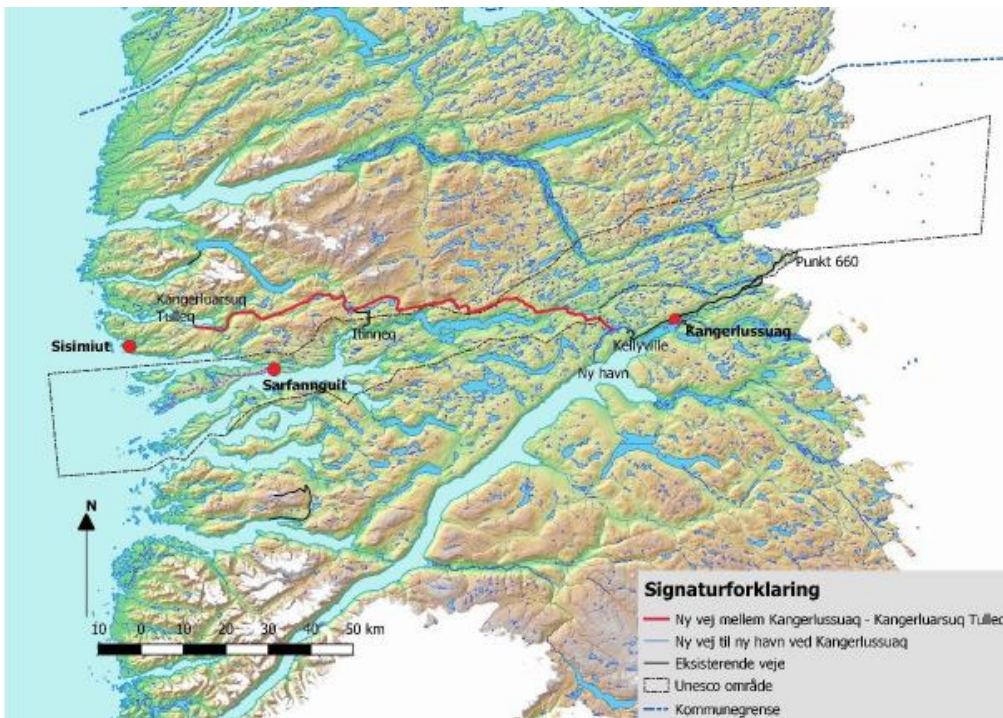 Punkt 660
Kangerluarsuq
Tulleq
Itinneq
Kangerlussuaq
Sisimiut
Kellyville
Ny havn
Sarfannguit
N
10 0 10 20 30 40 50 km
Signaturforklaring
Ny vej mellem Kangerlussuaq - Kangerluarsuq Tulleq
Ny vej til ny havn ved Kangerlussuaq
Eksisterende veje
Unesco område
Kommunegrense